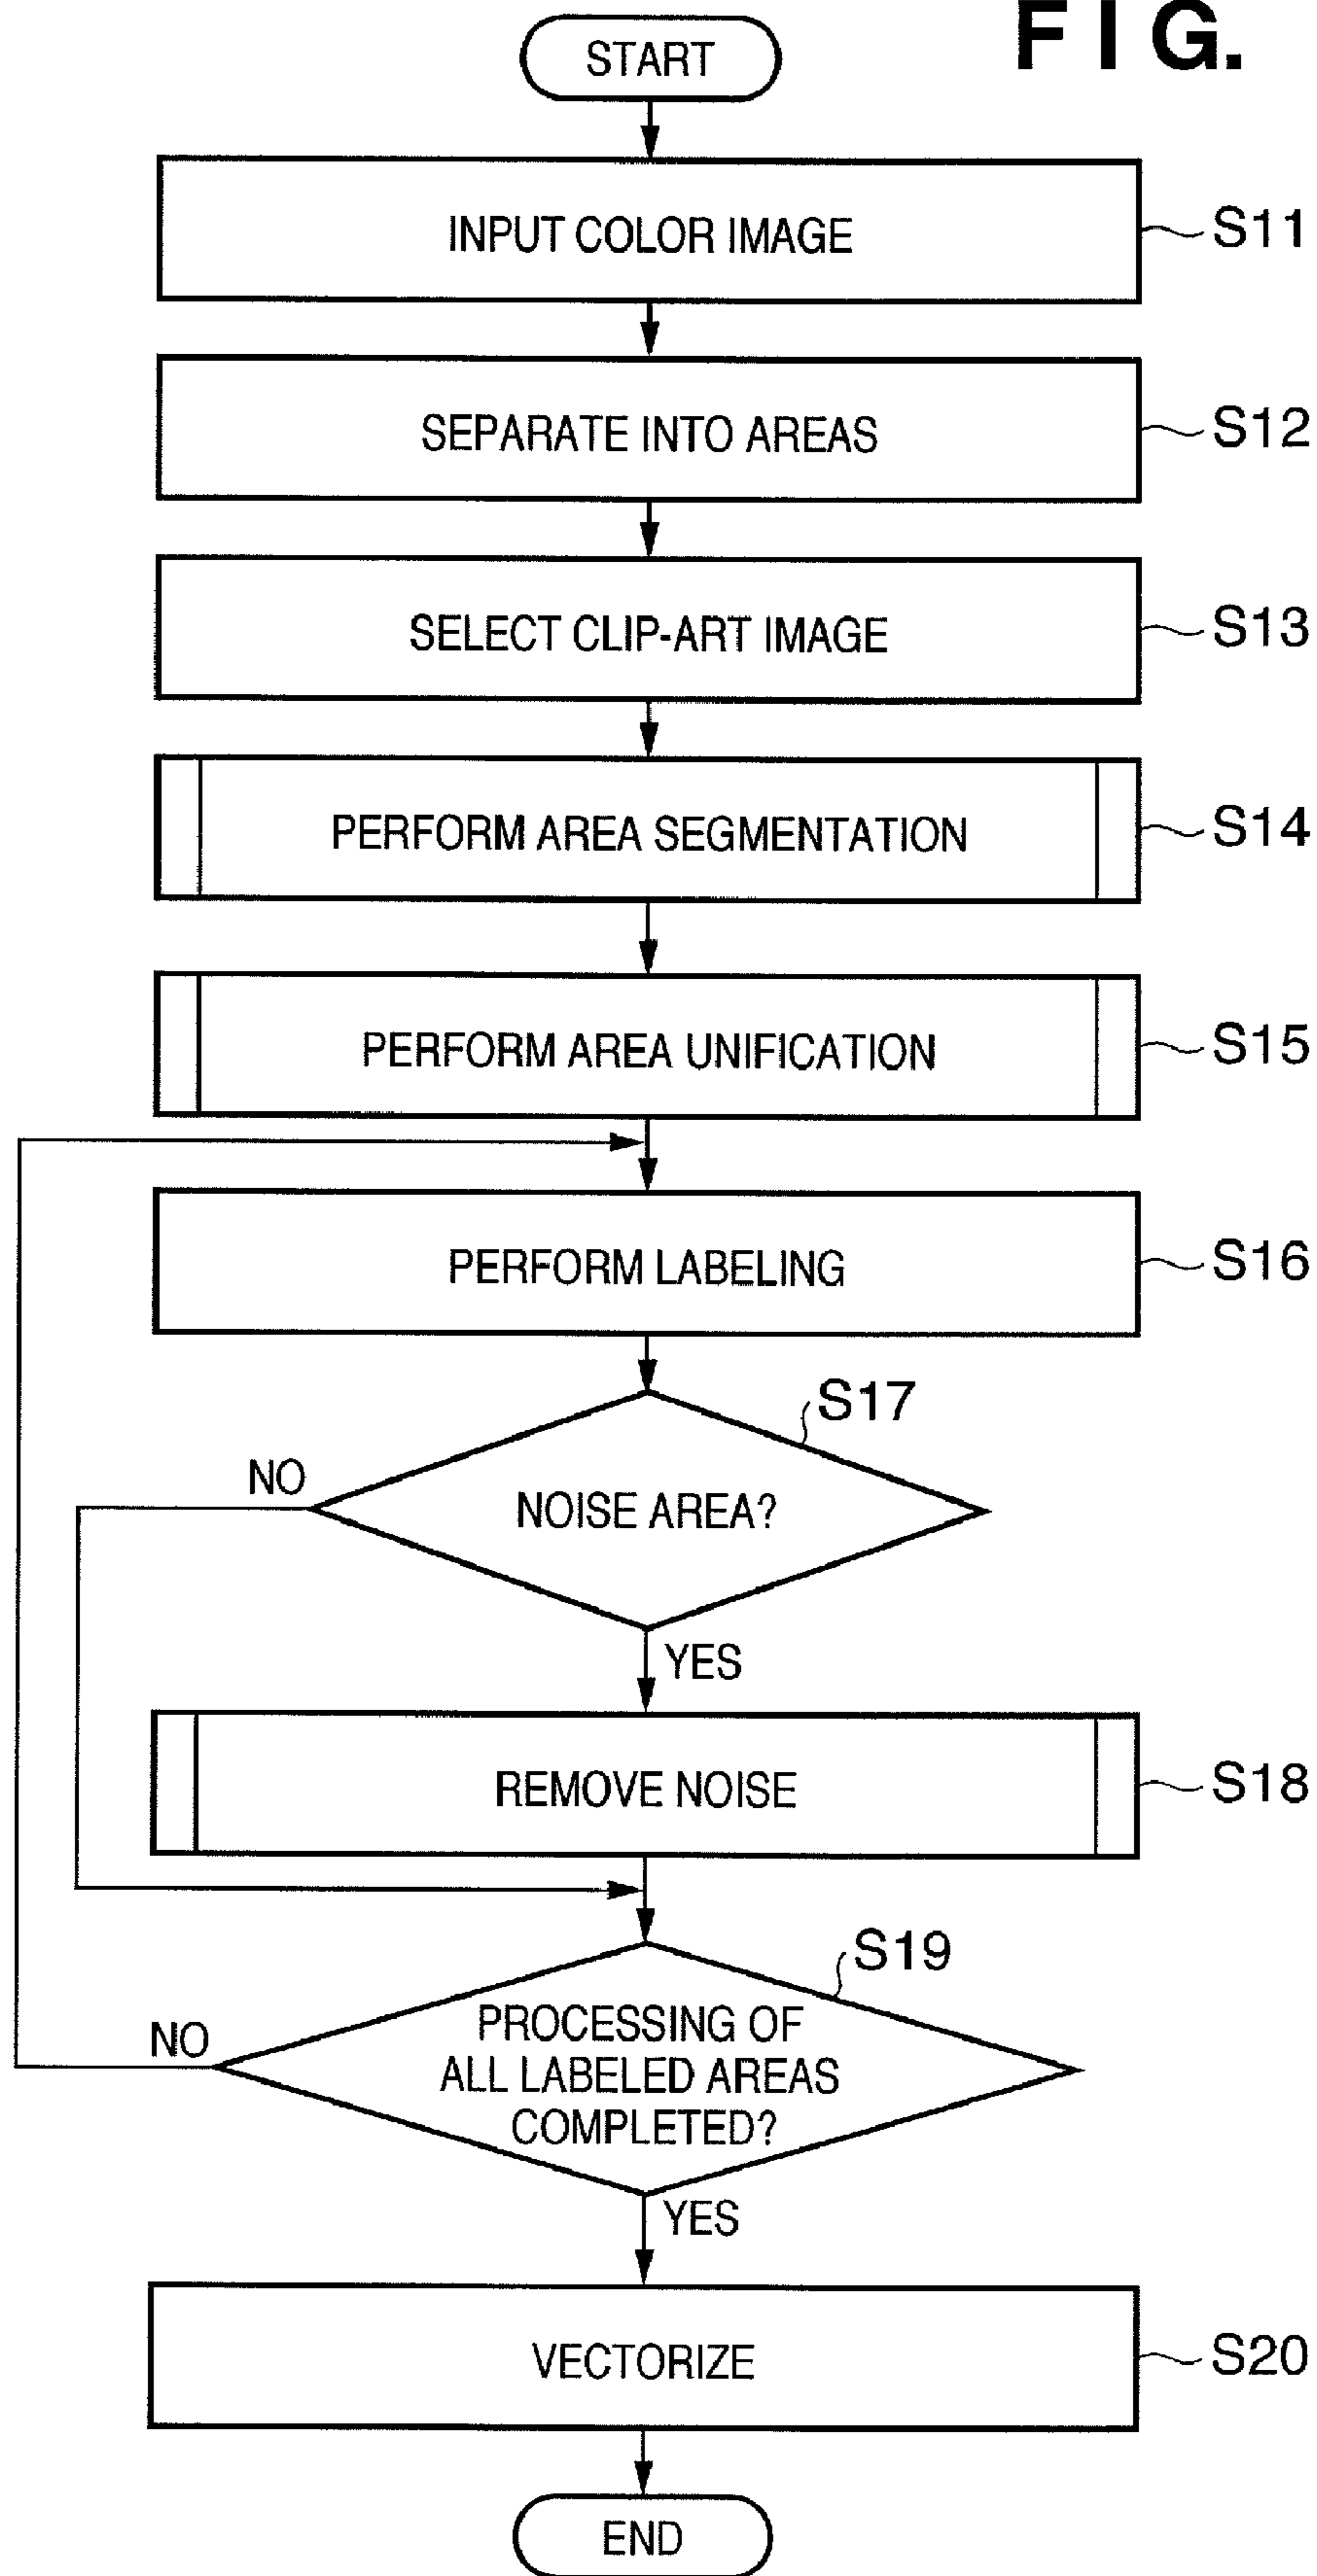 FIG.
START
INPUT COLOR IMAGE
S11
SEPARATE INTO AREAS
S12
SELECT CLIP-ART IMAGE
S13
PERFORM AREA SEGMENTATION
S14
PERFORM AREA UNIFICATION
S15
PERFORM LABELING
S16
S17
NO
NOISE AREA?
YES
REMOVE NOISE
S18
S19
NO
PROCESSING OF
ALL LABELED AREAS
COMPLETED?
YES
VECTORIZE
S20
END